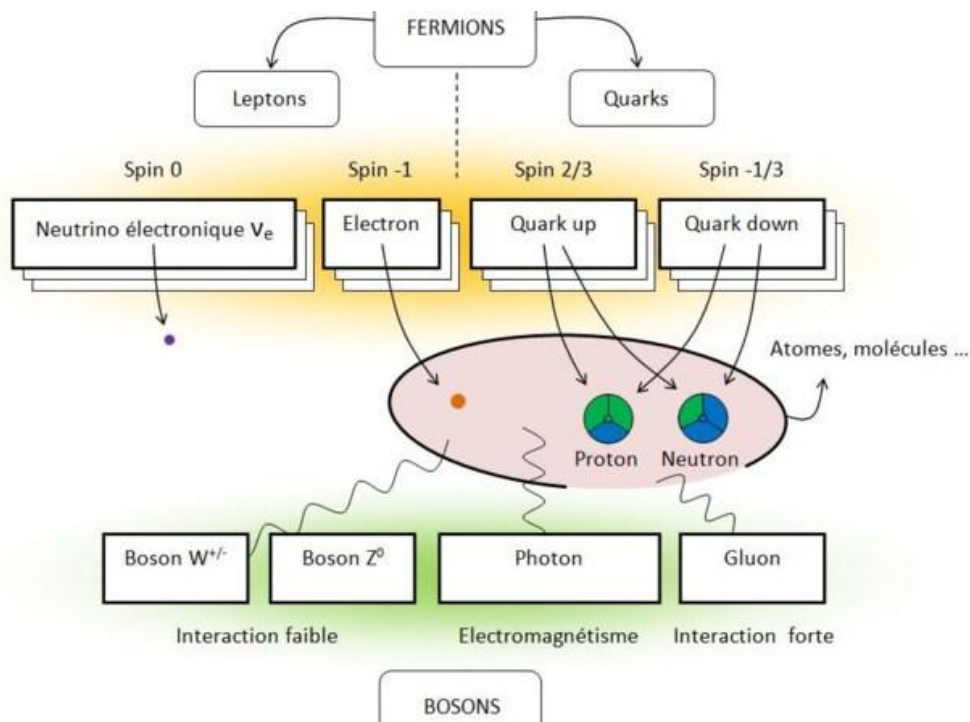 FERMIONS
Leptons
Quarks
Spin 0
Spin -1
Spin 2/3
Spin -1/3
Neutrino électronique νe
Electron
Quark up
Quark down
Atomes, molécules ...
Proton
Neutron
Boson W+/-
Boson Z0
Photon
Gluon
Interaction faible
Electromagnétisme
Interaction forte
BOSONS